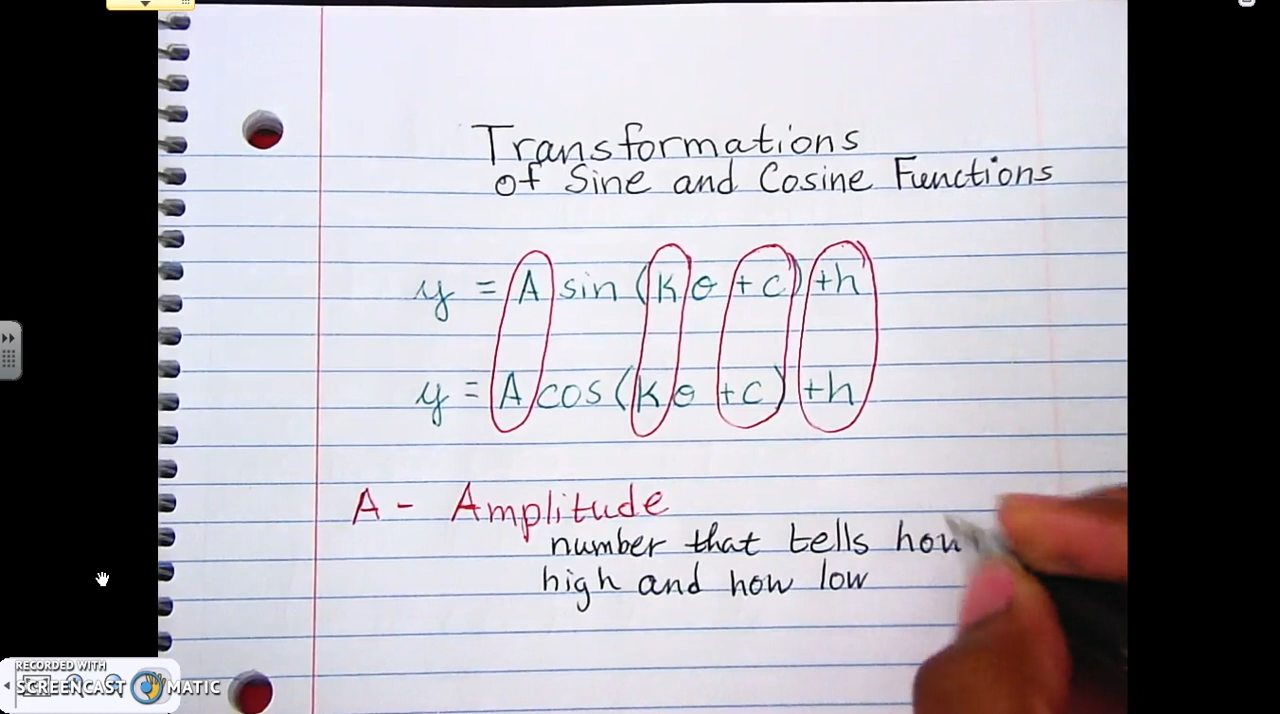 Transformations
of Sine and Cosine Functions
y = A sin (kθ + c) + h
y = A cos (kθ + c) + h
A - Amplitude
number that tells how
high and how low
RECORDED WITH
SCREENCAST MATIC